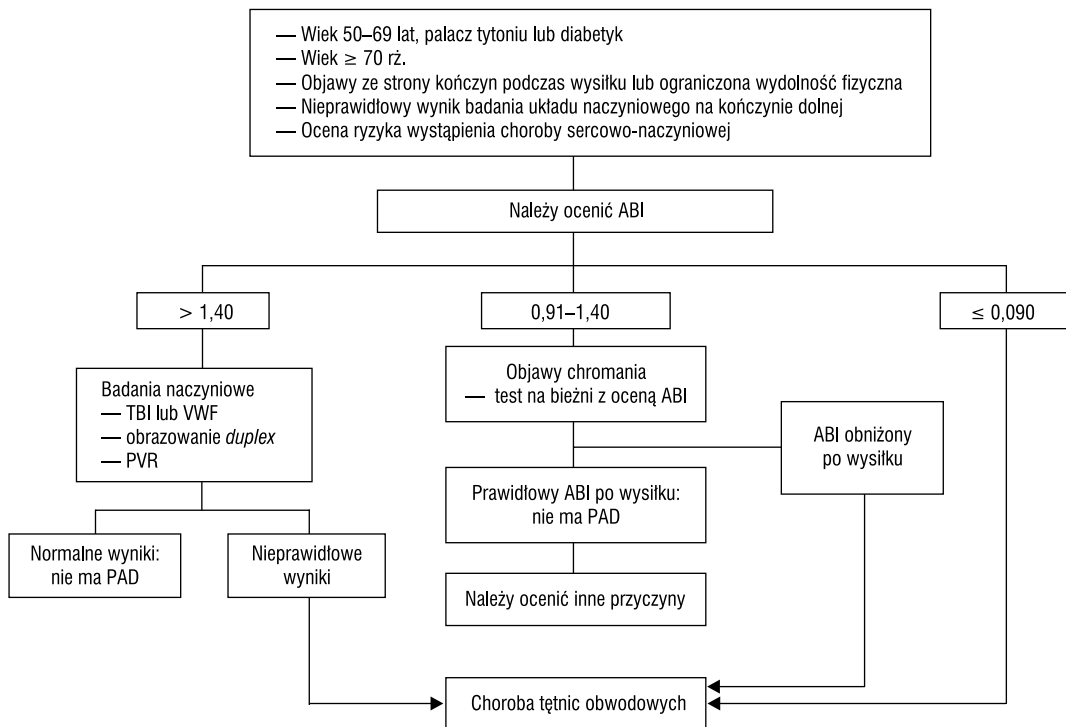 — Wiek 50–69 lat, palacz tytoniu lub diabetyk
— Wiek ≥ 70 rż.
— Objawy ze strony kończyn podczas wysiłku lub ograniczona wydolność fizyczna
— Nieprawidłowy wynik badania układu naczyniowego na kończynie dolnej
— Ocena ryzyka wystąpienia choroby sercowo-naczyniowej
Należy ocenić ABI
> 1,40
0,91–1,40
≤ 0,090
Badania naczyniowe
— TBI lub VWF
— obrazowanie duplex
— PVR
Objawy chromania
— test na bieżni z oceną ABI
ABI obniżony
po wysiłku
Prawidłowy ABI po wysiłku:
nie ma PAD
Normalne wyniki:
nie ma PAD
Nieprawidłowe
wyniki
Należy ocenić inne przyczyny
Choroba tętnic obwodowych